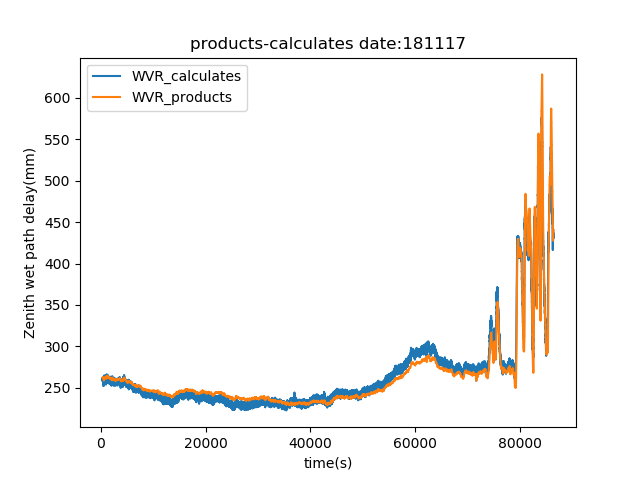 products-calculates date:181117
WVR_calculates
WVR_products
Zenith wet path delay(mm)
600
550
500
450
400
350
300
250
0 20000 40000 60000 80000
time(s)